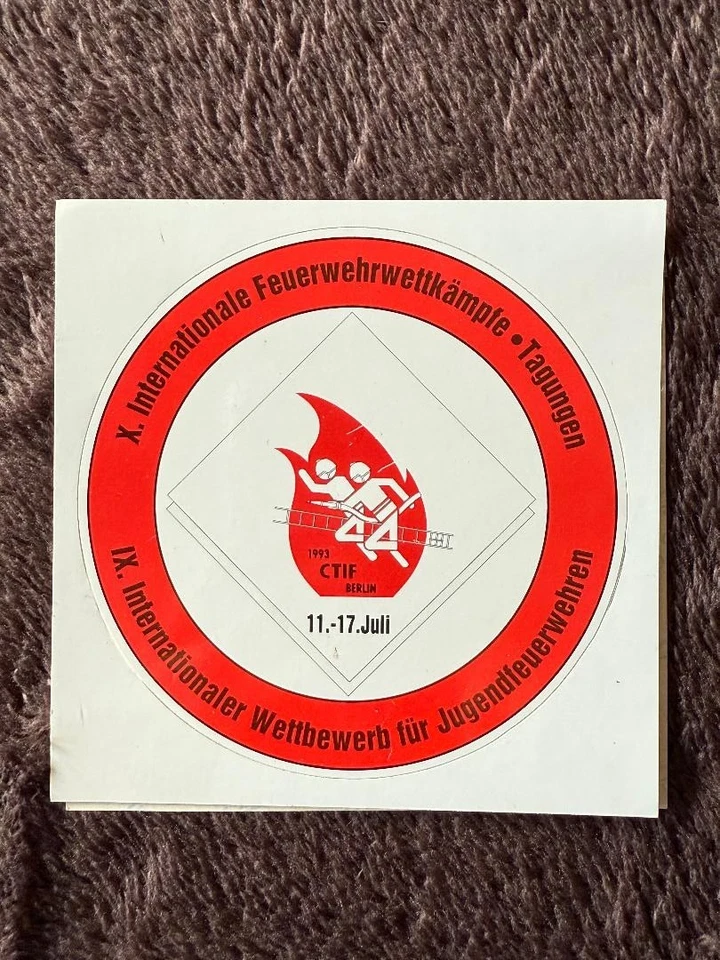 X. Internationale Feuerwehrwettkämpfe • Tagungen
1993
CTIF
BERLIN
11.-17.Juli
IX. Internationaler Wettbewerb für Jugendfeuerwehren